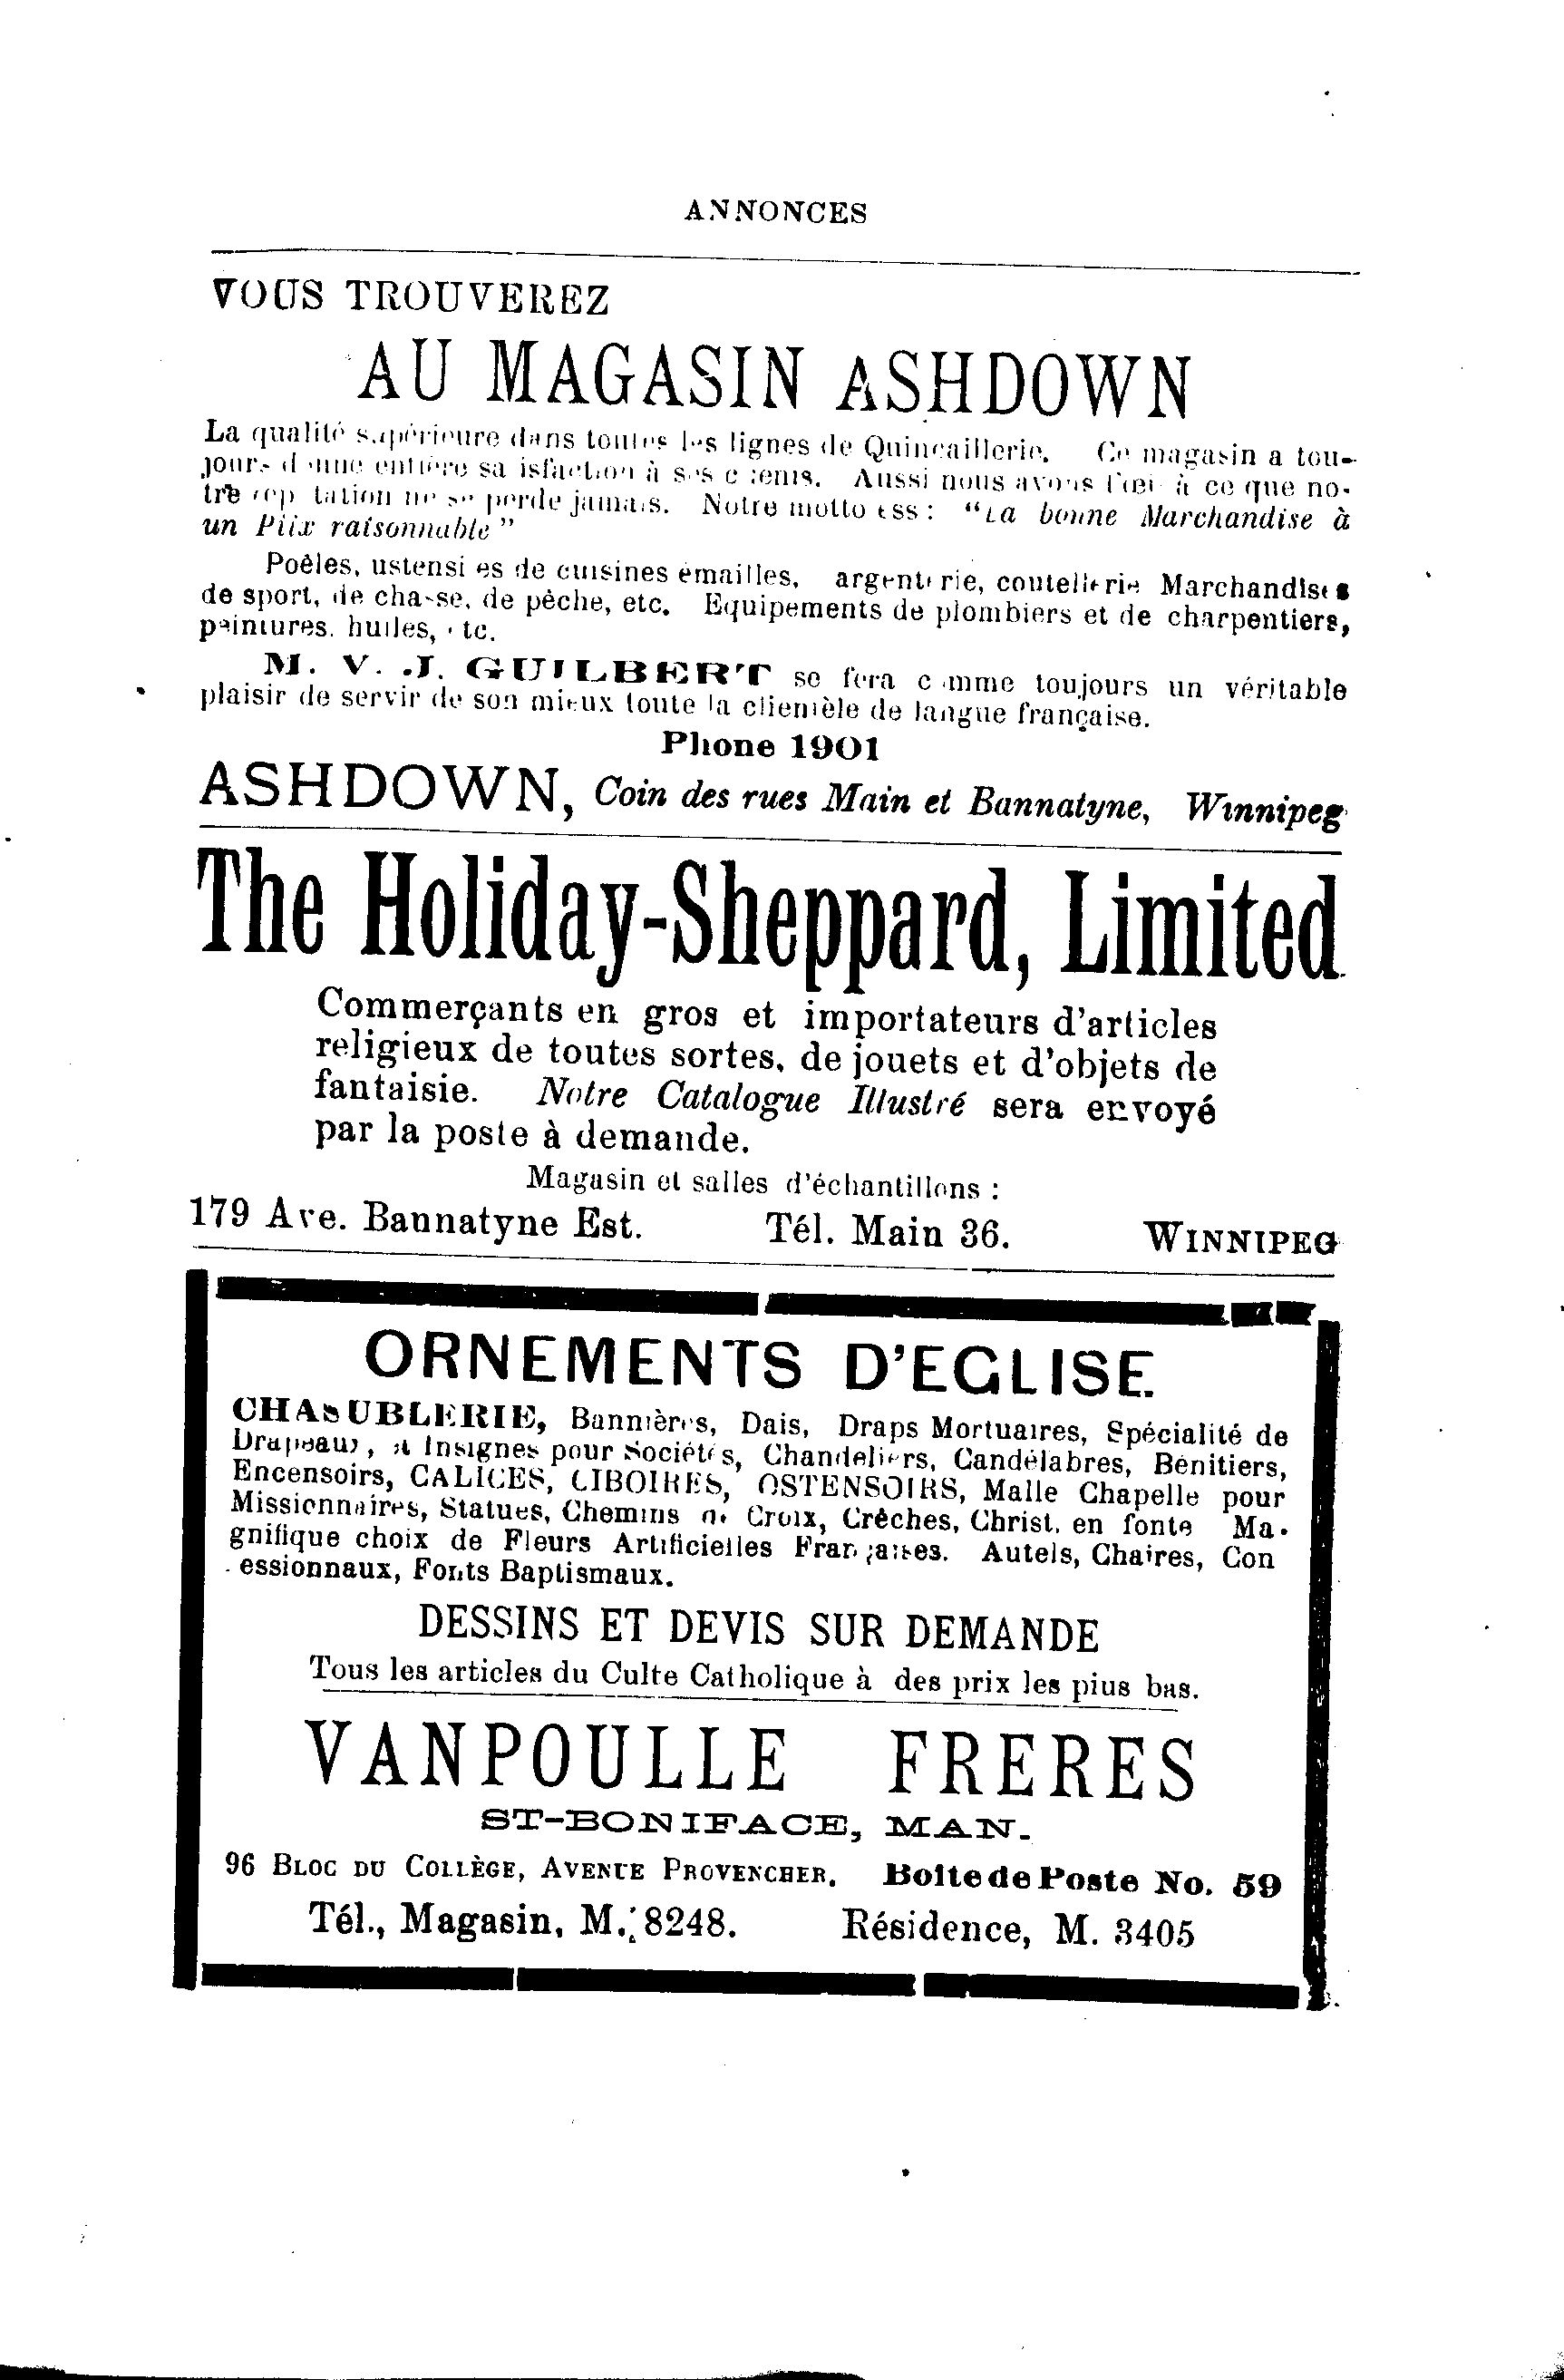 ANNONCES
VOUS TROUVEREZ
AU MAGASIN ASHDOWN
La qualité supérieure dans toutes les lignes de Quincaillerie. Ce magasin a tou-
jours donné entière satisfaction à ses clients. Aussi nous avons l'œil à ce que no-
tre réputation ne se perde jamais. Notre motto ess: "La bonne Marchandise à
un Piix raisonnable"
Poêles, ustensiles de cuisines émailles, argenterie, coutellerie Marchandises
de sport, de chasse, de pêche, etc. Equipements de plombiers et de charpentiers,
peintures. huiles, etc.
M. V. J. GUILBERT se fera comme toujours un véritable
plaisir de servir de son mieux toute la clientèle de langue française.
Phone 1901
ASHDOWN, Coin des rues Main et Bannatyne, Winnipeg
The Holiday-Sheppard, Limited
Commerçants en gros et importateurs d'articles
religieux de toutes sortes, de jouets et d'objets de
fantaisie. Notre Catalogue Illustré sera envoyé
par la poste à demande.
Magasin et salles d'échantillons :
179 Ave. Bannatyne Est. Tél. Main 36. WINNIPEG
ORNEMENTS D'EGLISE
CHASUBLERIE, Bannières, Dais, Draps Mortuaires, Spécialité de
Drapeaux, à Insignes pour Sociétés, Chandeliers, Candélabres, Bénitiers,
Encensoirs, CALICES, CIBOIRES, OSTENSOIRS, Malle Chapelle pour
Missionnaires, Statues, Chemins de Croix, Crêches, Christ. en fonte Ma-
gnifique choix de Fleurs Artificielles Françaises. Autels, Chaires, Con
essionnaux, Fonts Baptismaux.
DESSINS ET DEVIS SUR DEMANDE
Tous les articles du Culte Catholique à des prix les plus bas.
VANPOULLE FRERES
ST-BONIFACE, MAN.
96 BLOC DU COLLÈGE, AVENUE PROVENCHER. Boîte de Poste No. 59
Tél., Magasin, M. 8248. Résidence, M. 3405